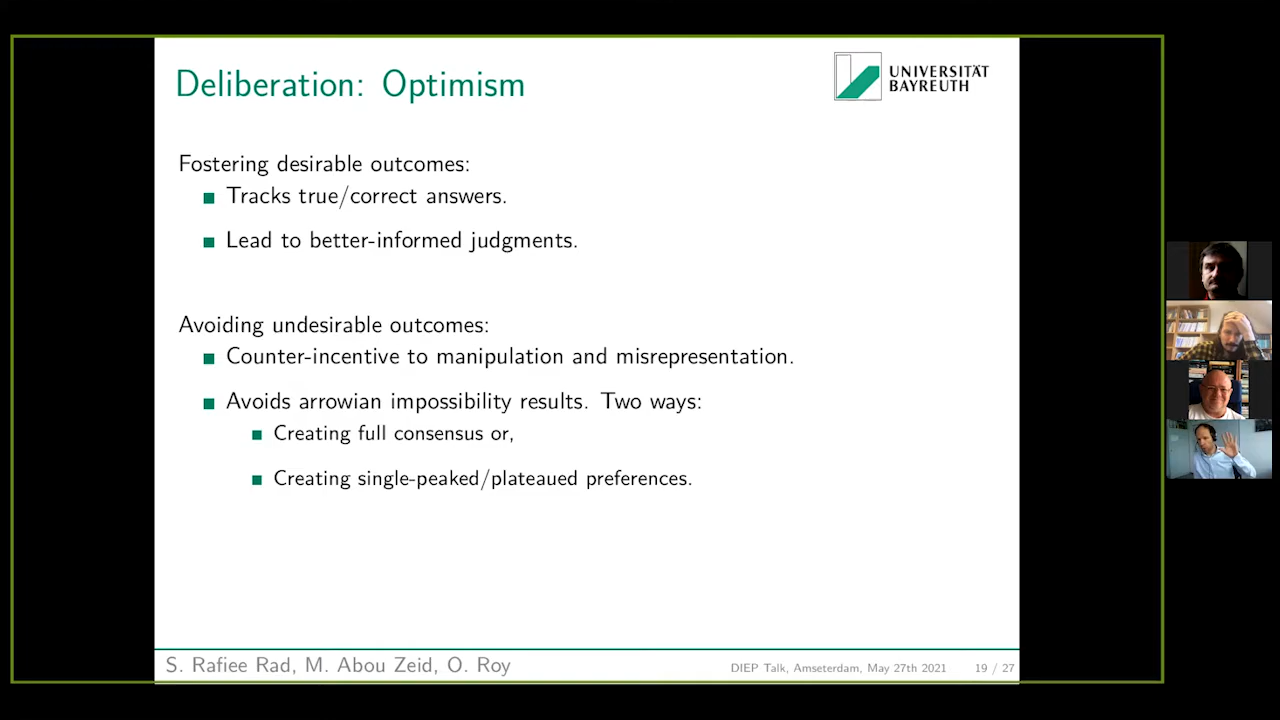 Deliberation: Optimism
UNIVERSITÄT
BAYREUTH
Fostering desirable outcomes:
Tracks true/correct answers.
Lead to better-informed judgments.
Avoiding undesirable outcomes:
Counter-incentive to manipulation and misrepresentation.
Avoids arrowian impossibility results. Two ways:
Creating full consensus or,
Creating single-peaked/plateaued preferences.
S. Rafiee Rad, M. Abou Zeid, O. Roy
DIEP Talk, Amseterdam, May 27th 2021 19 / 27